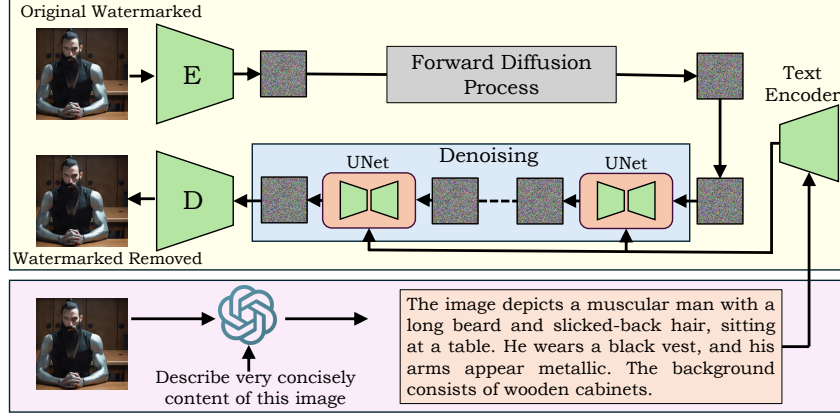 Original Watermarked
E
Forward Diffusion
Process
Text
Encoder
UNet
Denoising
UNet
D
Watermarked Removed
The image depicts a muscular man with a
long beard and slicked-back hair, sitting
at a table. He wears a black vest, and his
arms appear metallic. The background
consists of wooden cabinets.
Describe very concisely
content of this image